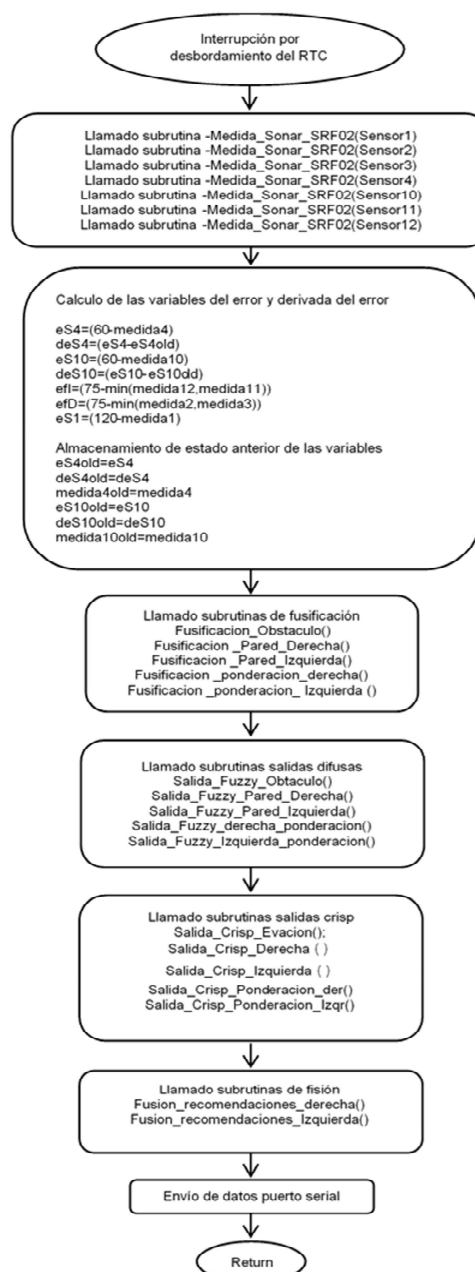 Interrupción por
desbordamiento del RTC
Llamado subrutina -Medida_Sonar_SRF02(Sensor1)
Llamado subrutina -Medida_Sonar_SRF02(Sensor2)
Llamado subrutina -Medida_Sonar_SRF02(Sensor3)
Llamado subrutina -Medida_Sonar_SRF02(Sensor4)
Llamado subrutina -Medida_Sonar_SRF02(Sensor10)
Llamado subrutina -Medida_Sonar_SRF02(Sensor11)
Llamado subrutina -Medida_Sonar_SRF02(Sensor12)
Calculo de las variables del error y derivada del error
eS4=(60-medida4)
deS4=(eS4-eS4old)
eS10=(60-medida10)
deS10=(eS10-eS10old)
efI=(75-min(medida12,medida11))
efD=(75-min(medida2,medida3))
eS1=(120-medida1)
Almacenamiento de estado anterior de las variables
eS4old=eS4
deS4old=deS4
medida4old=medida4
eS10old=eS10
deS10old=deS10
medida10old=medida10
Llamado subrutinas de fusificación
Fusificacion_Obstaculo()
Fusificacion _Pared_Derecha()
Fusificacion _Pared_Izquierda()
Fusificacion _ponderacion_derecha()
Fusificacion _ponderacion_ Izquierda ()
Llamado subrutinas salidas difusas
Salida_Fuzzy_Obtaculo()
Salida_Fuzzy_Pared_Derecha()
Salida_Fuzzy_Pared_Izquierda()
Salida_Fuzzy_derecha_ponderacion()
Salida_Fuzzy_Izquierda_ponderacion()
Llamado subrutinas salidas crisp
Salida_Crisp_Evacion();
Salida_Crisp_Derecha ( )
Salida_Crisp_Izquierda ( )
Salida_Crisp_Ponderacion_der()
Salida_Crisp_Ponderacion_Izqr()
Llamado subrutinas de fisión
Fusion_recomendaciones_derecha()
Fusion_recomendaciones_Izquierda()
Envío de datos puerto serial
Return